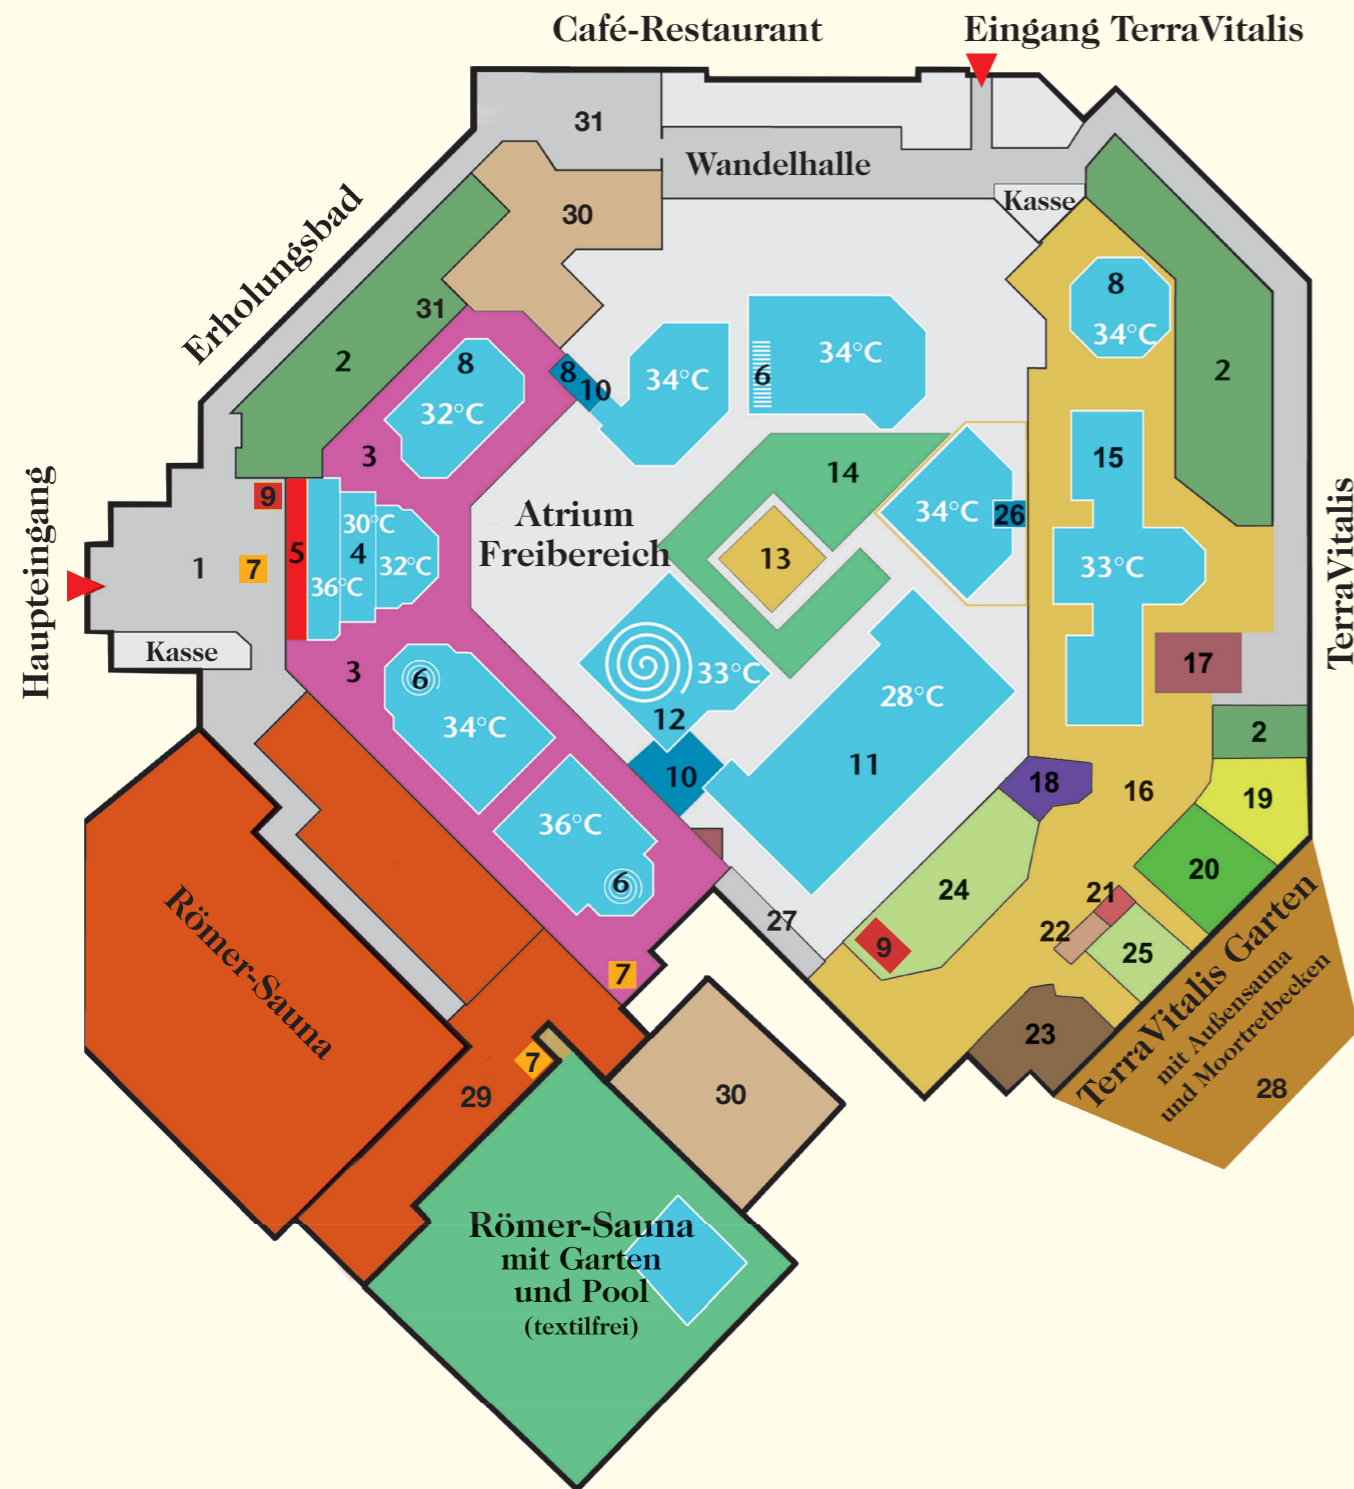 Café-Restaurant
Eingang TerraVitalis
31
Wandelhalle
Kasse
30
Erholungsbad
31
2
8
34°C
2
8
32°C
8
10
34°C
6
34°C
3
9
14
15
34°C
26
Atrium
Freibereich
30°C
5
4
32°C
36°C
13
33°C
Haupteingang
1
7
Kasse
TerraVitalis
3
6
34°C
33°C
12
28°C
11
17
2
10
18
16
19
36°C
6
20
24
21
22
9
25
27
7
Römer-Sauna
7
29
30
23
TerraVitalis Garten
mit Außensauna
und Moortretbecken
28
Römer-Sauna
mit Garten
und Pool
(textilfrei)